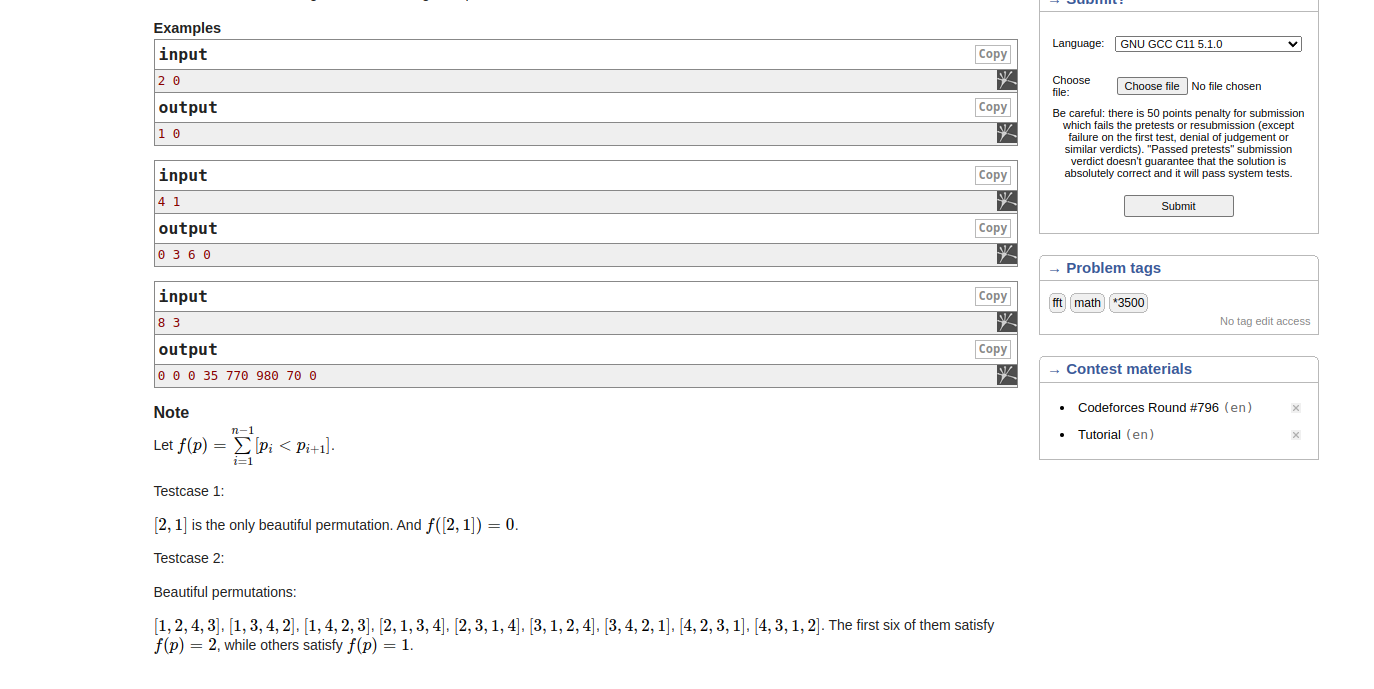 → Submit?
Examples
input
Copy
2 0
output
Copy
1 0
input
Copy
4 1
output
Copy
0 3 6 0
input
Copy
8 3
output
Copy
0 0 0 35 770 980 70 0
Note
Let f(p) = ∑_{i=1}^{n−1} [p_i < p_{i+1}].
Testcase 1:
[2, 1] is the only beautiful permutation. And f([2, 1]) = 0.
Testcase 2:
Beautiful permutations:
[1, 2, 4, 3], [1, 3, 4, 2], [1, 4, 2, 3], [2, 1, 3, 4], [2, 3, 1, 4], [3, 1, 2, 4], [3, 4, 2, 1], [4, 2, 3, 1], [4, 3, 1, 2]. The first six of them satisfy
f(p) = 2, while others satisfy f(p) = 1.
Language: GNU GCC C11 5.1.0
Choose
file:
Choose file No file chosen
Be careful: there is 50 points penalty for submission
which fails the pretests or resubmission (except
failure on the first test, denial of judgement or
similar verdicts). "Passed pretests" submission
verdict doesn't guarantee that the solution is
absolutely correct and it will pass system tests.
Submit
→ Problem tags
fft math *3500
No tag edit access
→ Contest materials
• Codeforces Round #796 (en)
• Tutorial (en)